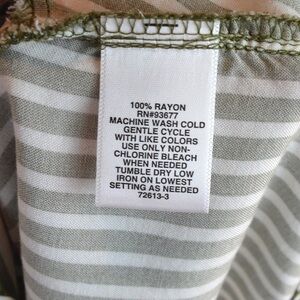 100% RAYON
RN#93677
MACHINE WASH COLD
GENTLE CYCLE
WITH LIKE COLORS
USE ONLY NON-
CHLORINE BLEACH
WHEN NEEDED
TUMBLE DRY LOW
IRON ON LOWEST
SETTING AS NEEDED
72613-3